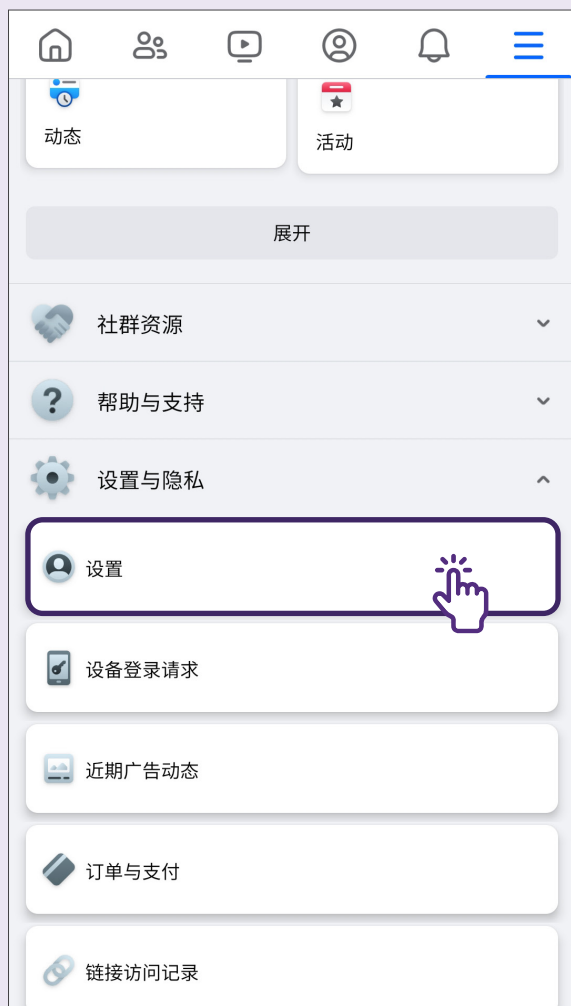 动态
活动
展开
社群资源
帮助与支持
设置与隐私
设置
设备登录请求
近期广告动态
订单与支付
链接访问记录